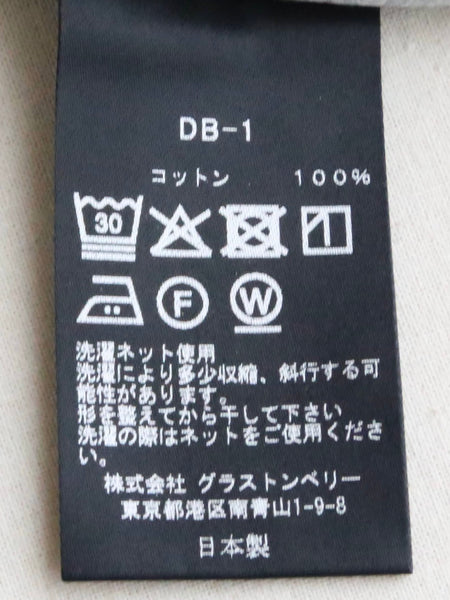 DB-1
コットン 100%
30
F W
洗濯ネット使用
洗濯により多少収縮、斜行する可
能性があります。
形を整えてから干して下さい
洗濯の際はネットをご使用くださ
い。
株式会社 グラストンベリー
東京都港区南青山1-9-8
日本製